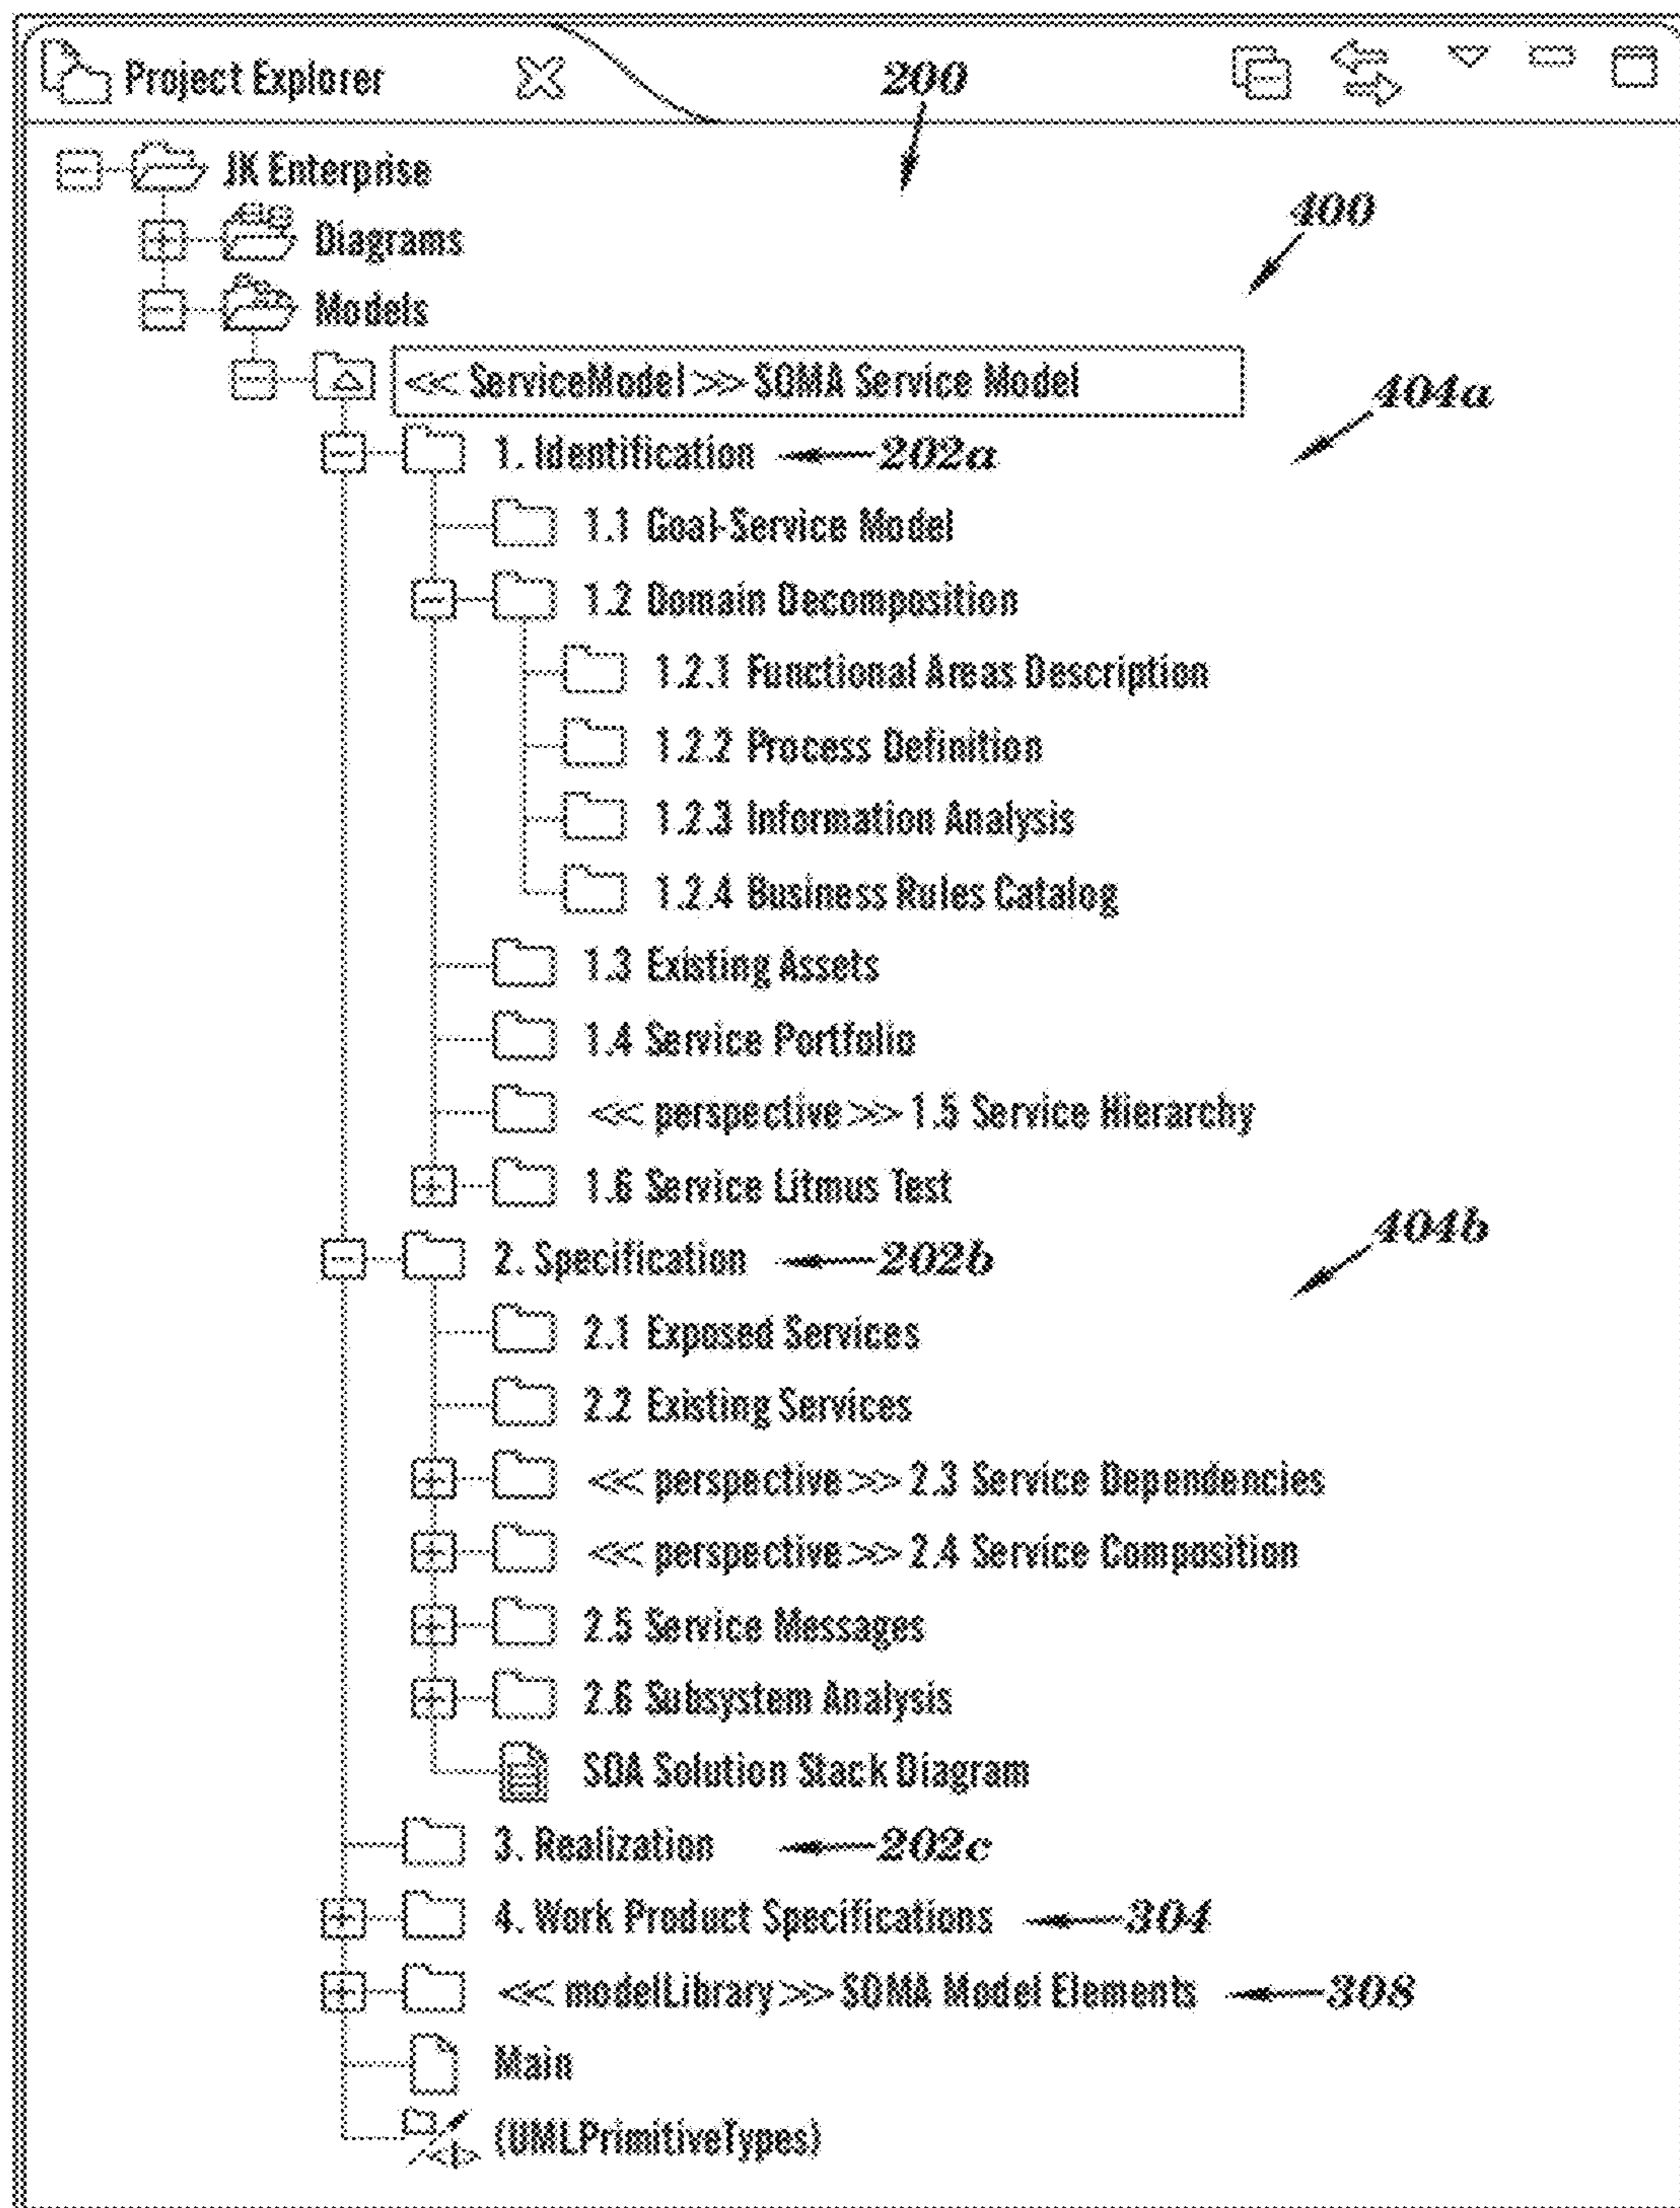 Project Explorer
200
JK Enterprise
400
Diagrams
Models
<< ServiceModel >> SOMA Service Model
404a
1. Identification 202a
1.1 Goal-Service Model
1.2 Domain Decomposition
1.2.1 Functional Areas Description
1.2.2 Process Definition
1.2.3 Information Analysis
1.2.4 Business Rules Catalog
1.3 Existing Assets
1.4 Service Portfolio
<< perspective >> 1.5 Service Hierarchy
1.6 Service Litmus Test
404b
2. Specification 202b
2.1 Exposed Services
2.2 Existing Services
<< perspective >> 2.3 Service Dependencies
<< perspective >> 2.4 Service Composition
2.5 Service Messages
2.6 Subsystem Analysis
SOA Solution Stack Diagram
3. Realization 202c
4. Work Product Specifications 304
<< modelLibrary >> SOMA Model Elements 308
Main
(UMLPrimitiveTypes)